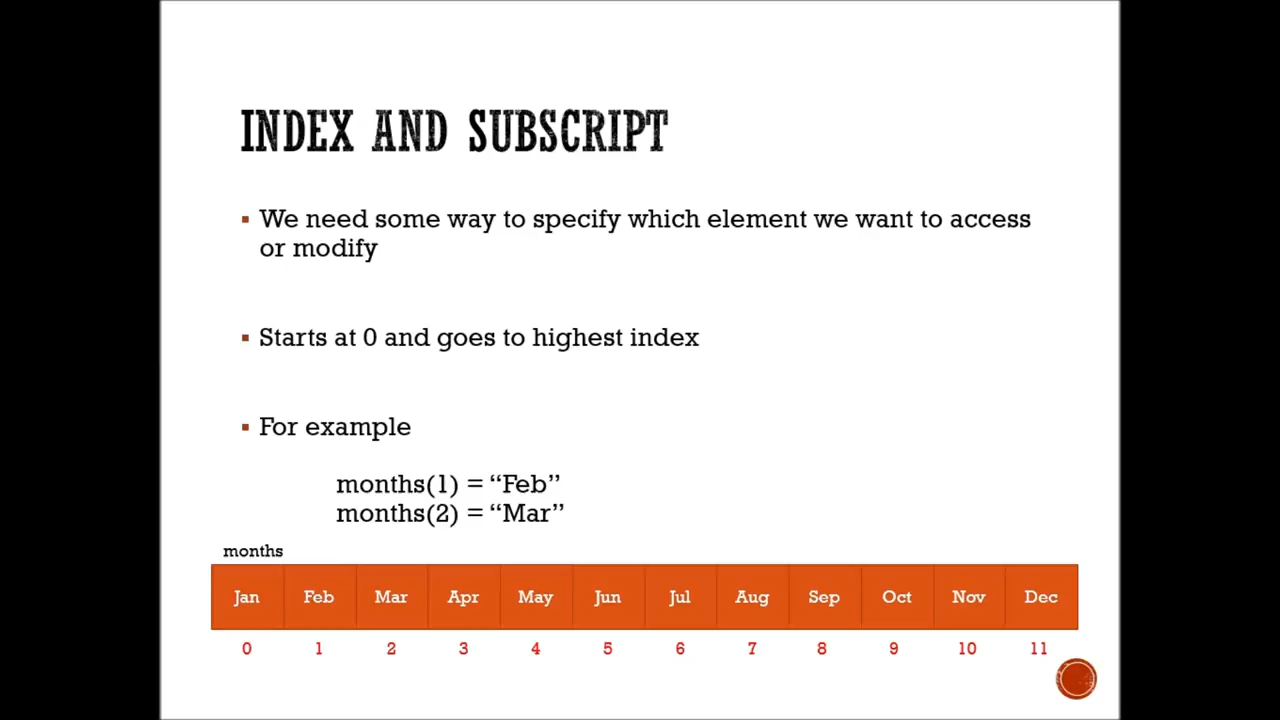 INDEX AND SUBSCRIPT
We need some way to specify which element we want to access
or modify
Starts at 0 and goes to highest index
For example
months(1) = “Feb”
months(2) = “Mar”
months
Jan Feb Mar Apr May Jun Jul Aug Sep Oct Nov Dec
0 1 2 3 4 5 6 7 8 9 10 11